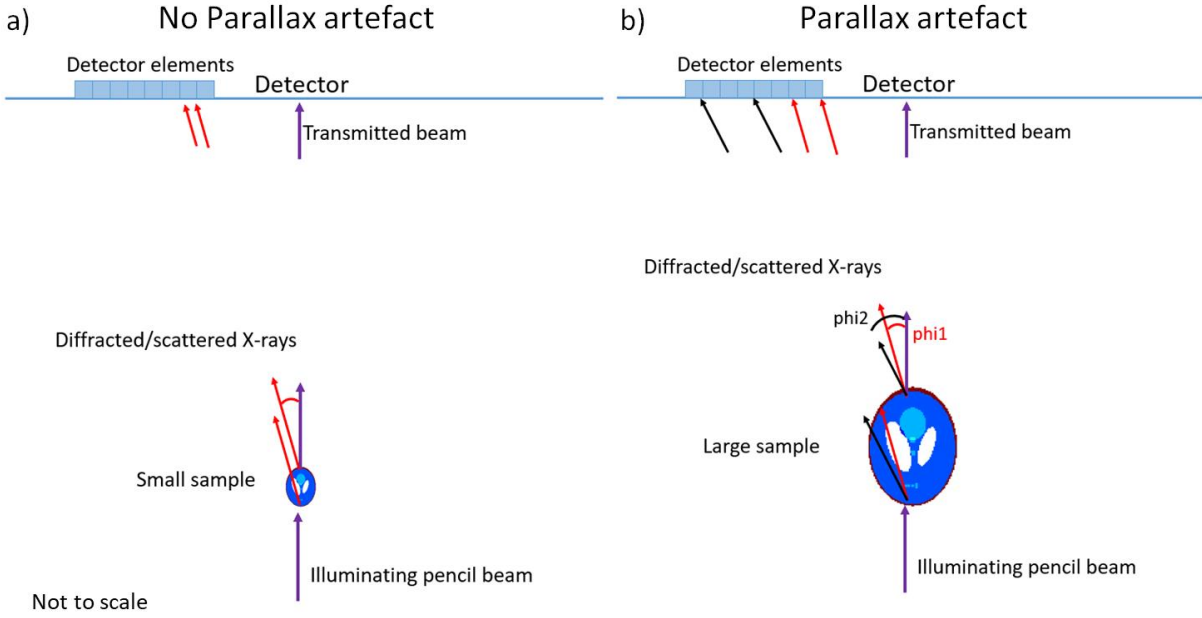 a)
No Parallax artefact
Detector elements
Detector
Transmitted beam
Diffracted/scattered X-rays
Small sample
Illuminating pencil beam
Not to scale
b)
Parallax artefact
Detector elements
Detector
Transmitted beam
Diffracted/scattered X-rays
phi2
phi1
Large sample
Illuminating pencil beam